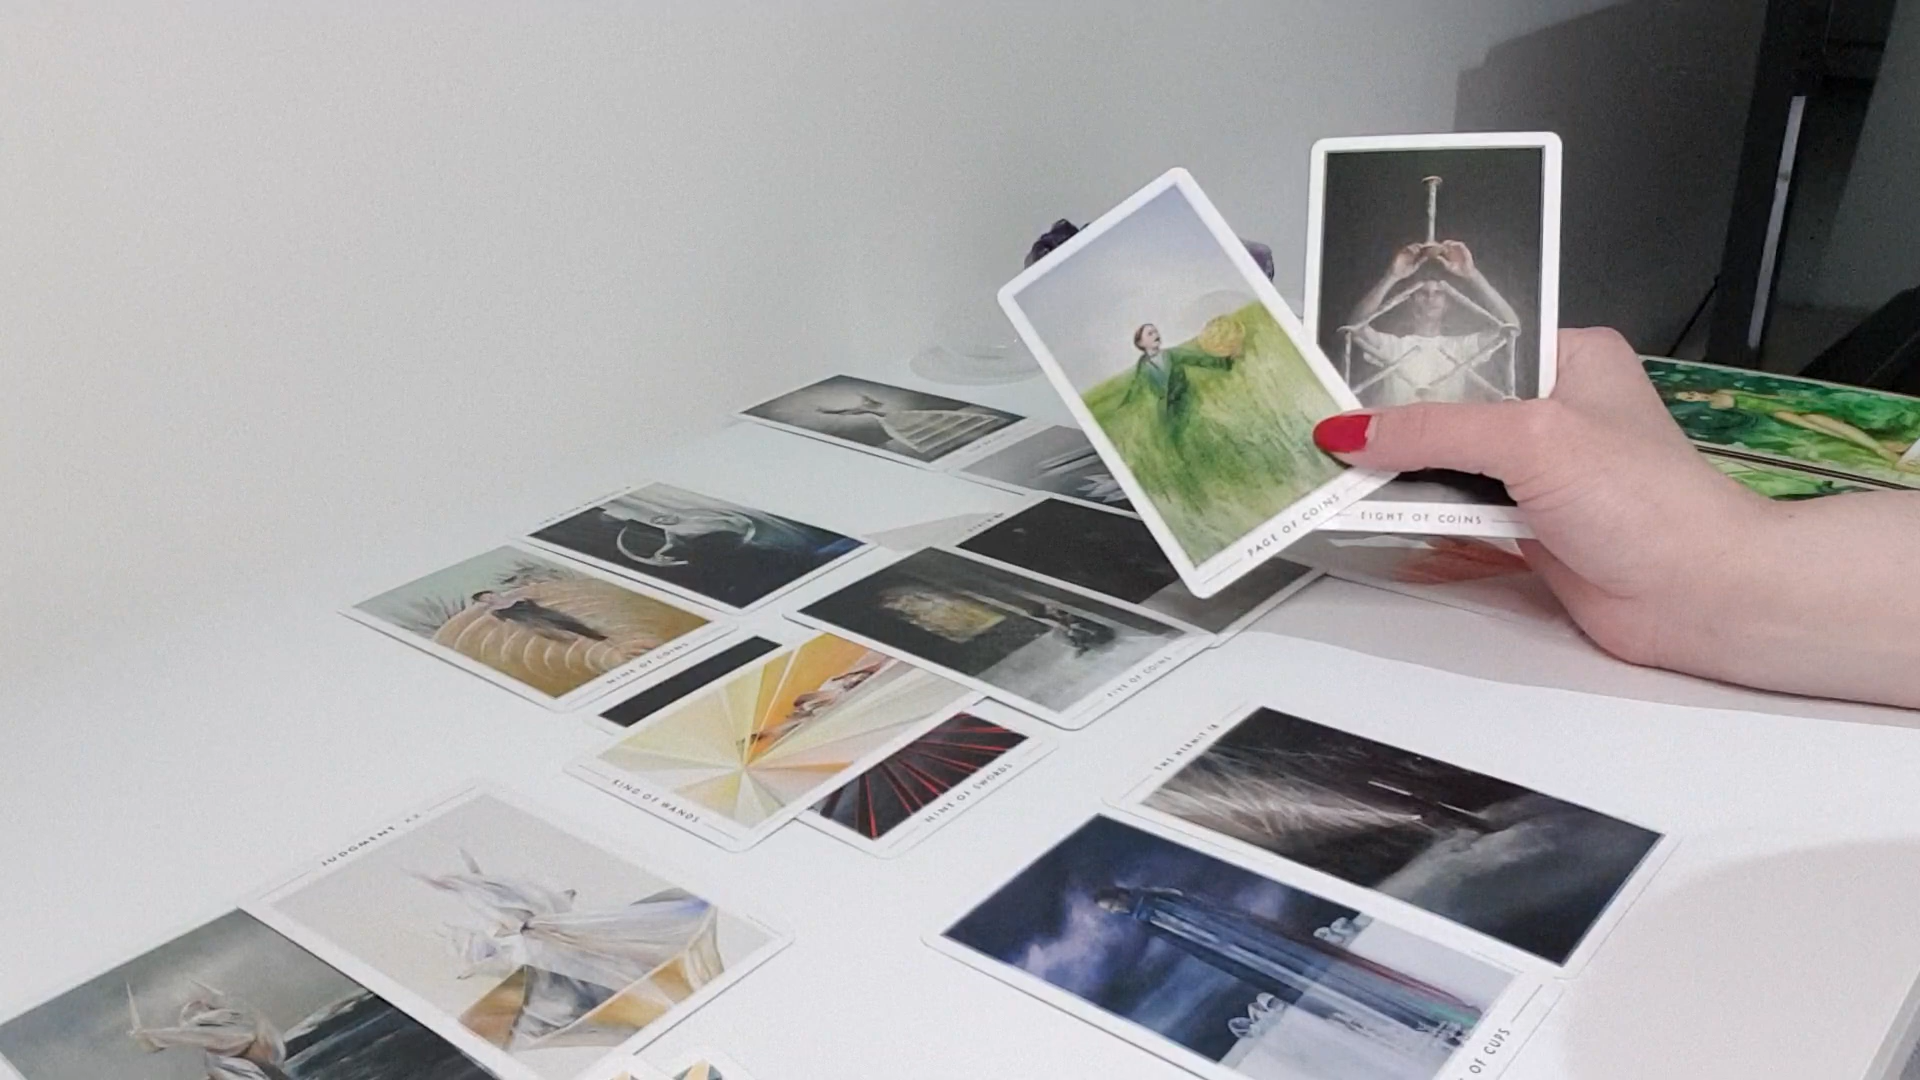 PAGE OF COINS
EIGHT OF COINS
NINE OF COINS
FIVE OF COINS
KING OF WANDS
NINE OF SWORDS
THE HERMIT IX
JUDGMENT XX
OF CUPS